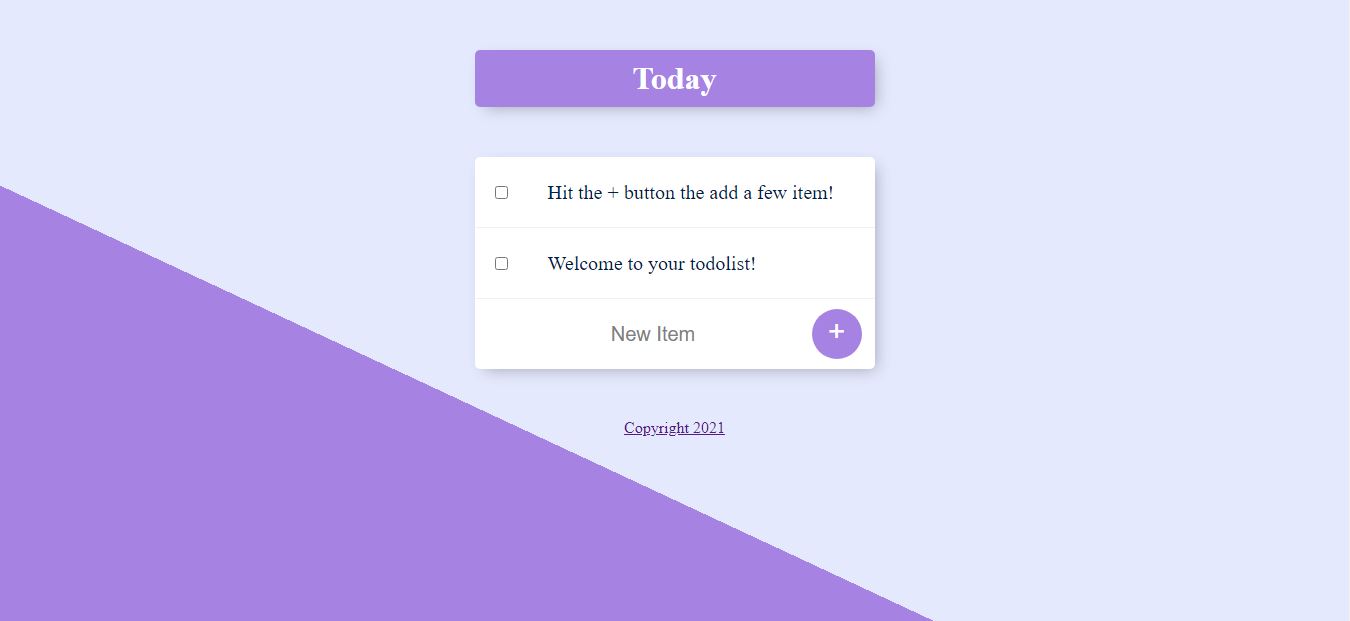 Today
Hit the + button the add a few item!
Welcome to your todolist!
New Item +
Copyright 2021